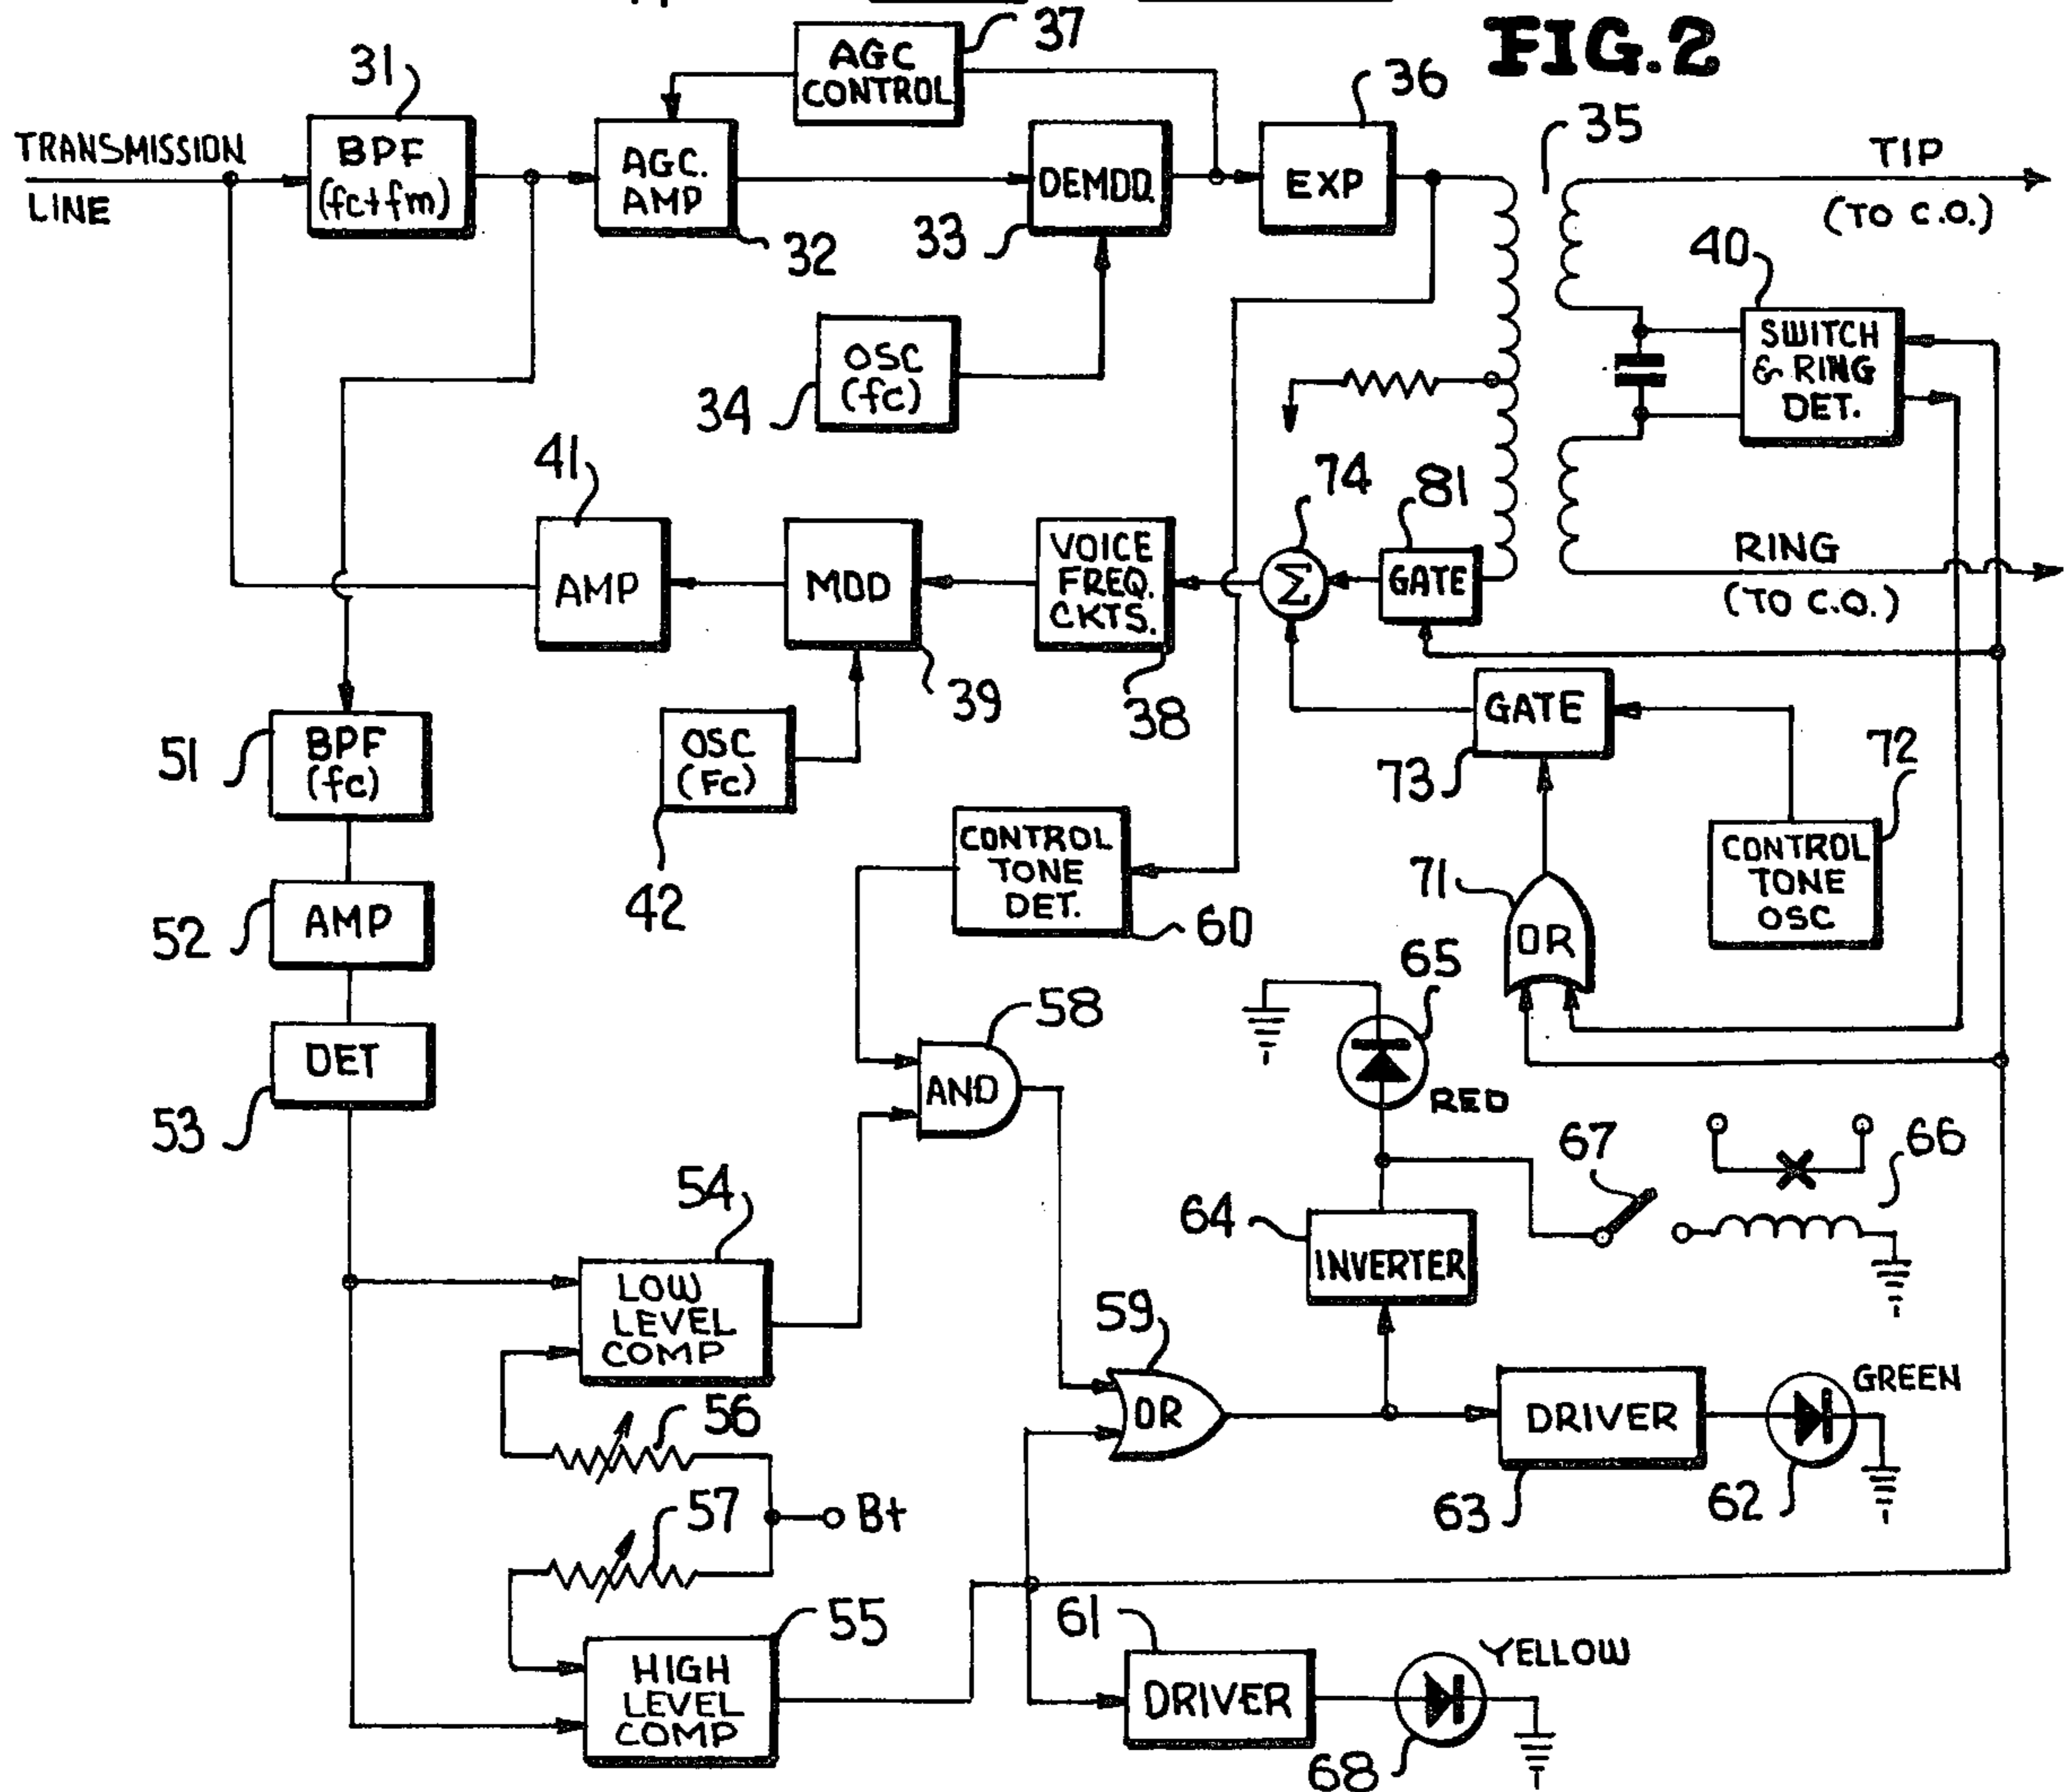 FIG.2
37
AGC
CONTROL
31
36
35
TRANSMISSION
LINE
BPF
(fc+fm)
AGC.
AMP
32
DEMOD.
33
EXP
TIP
(TO C.O.)
40
SWITCH
& RING
DET.
OSC
(fc)
34
41
AMP
MOD
39
VOICE
FREQ.
CKTS.
38
74
Σ
81
GATE
RING
(TO C.O.)
51
BPF
(fc)
OSC
(Fc)
42
GATE
73
72
CONTROL
TONE
OSC
CONTROL
TONE
DET.
60
71
OR
52
AMP
65
RED
58
AND
DET
53
67
66
54
LOW
LEVEL
COMP
64
INVERTER
59
OR
56
57
B+
DRIVER
63
GREEN
62
55
HIGH
LEVEL
COMP
61
DRIVER
YELLOW
68